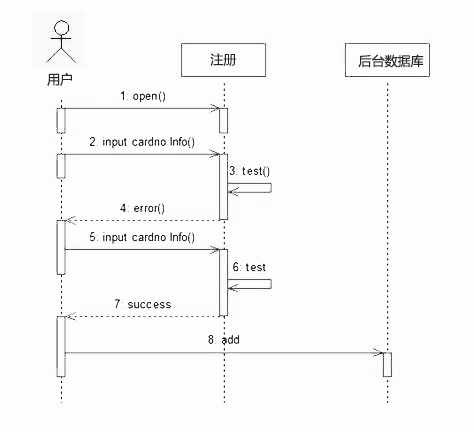 用户
注册
后台数据库
1: open()
2: input cardno Info()
3: test()
4: error()
5: input cardno Info()
6: test
7: success
8: add